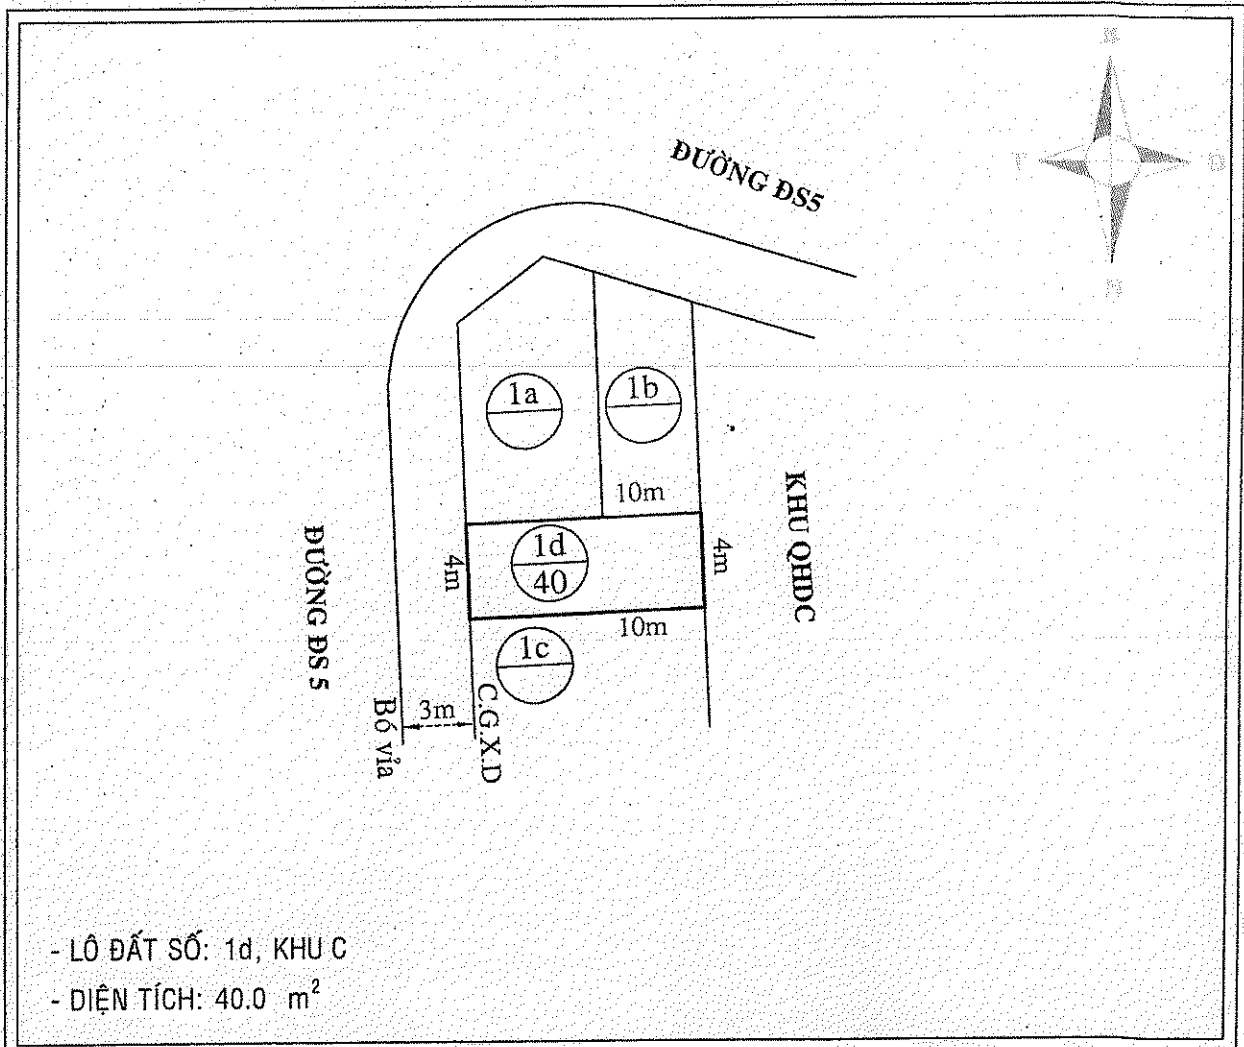 B
T
Đ
N
ĐƯỜNG ĐS5
1a
1b
10m
KHU QHDC
ĐƯỜNG ĐS 5
4m
1d
40
4m
10m
1c
Bó vỉa
3m
C.G.X.D
- LÔ ĐẤT SỐ: 1d, KHU C
- DIỆN TÍCH: 40.0 m²